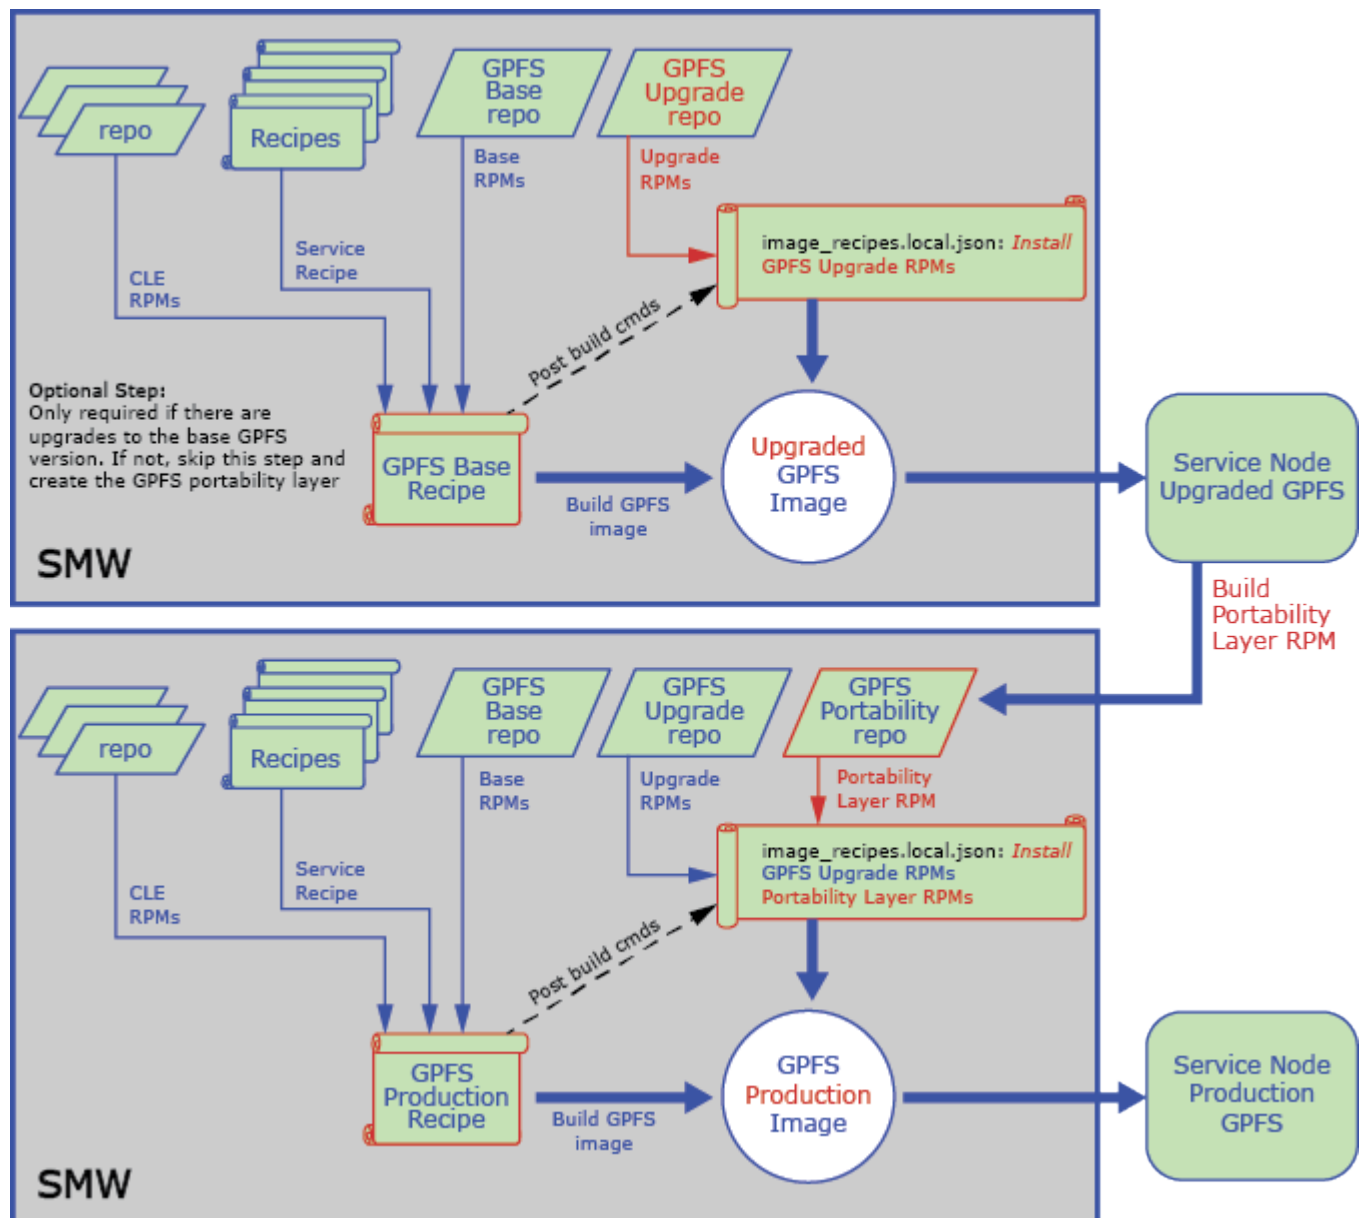 repo
Recipes
GPFS
Base
repo
GPFS
Upgrade
repo
Base
RPMs
Upgrade
RPMs
image_recipes.local.json: Install
GPFS Upgrade RPMs
Service
Recipe
CLE
RPMs
Post build cmds
Optional Step:
Only required if there are
upgrades to the base GPFS
version. If not, skip this step and
create the GPFS portability layer
GPFS Base
Recipe
Build GPFS
image
Upgraded
GPFS
Image
Service Node
Upgraded GPFS
SMW
Build
Portability
Layer RPM
repo
Recipes
GPFS
Base
repo
GPFS
Upgrade
repo
GPFS
Portability
repo
Base
RPMs
Upgrade
RPMs
Portability
Layer RPM
image_recipes.local.json: Install
GPFS Upgrade RPMs
Portability Layer RPMs
Service
Recipe
CLE
RPMs
Post build cmds
GPFS
Production
Recipe
Build GPFS
image
GPFS
Production
Image
Service Node
Production
GPFS
SMW